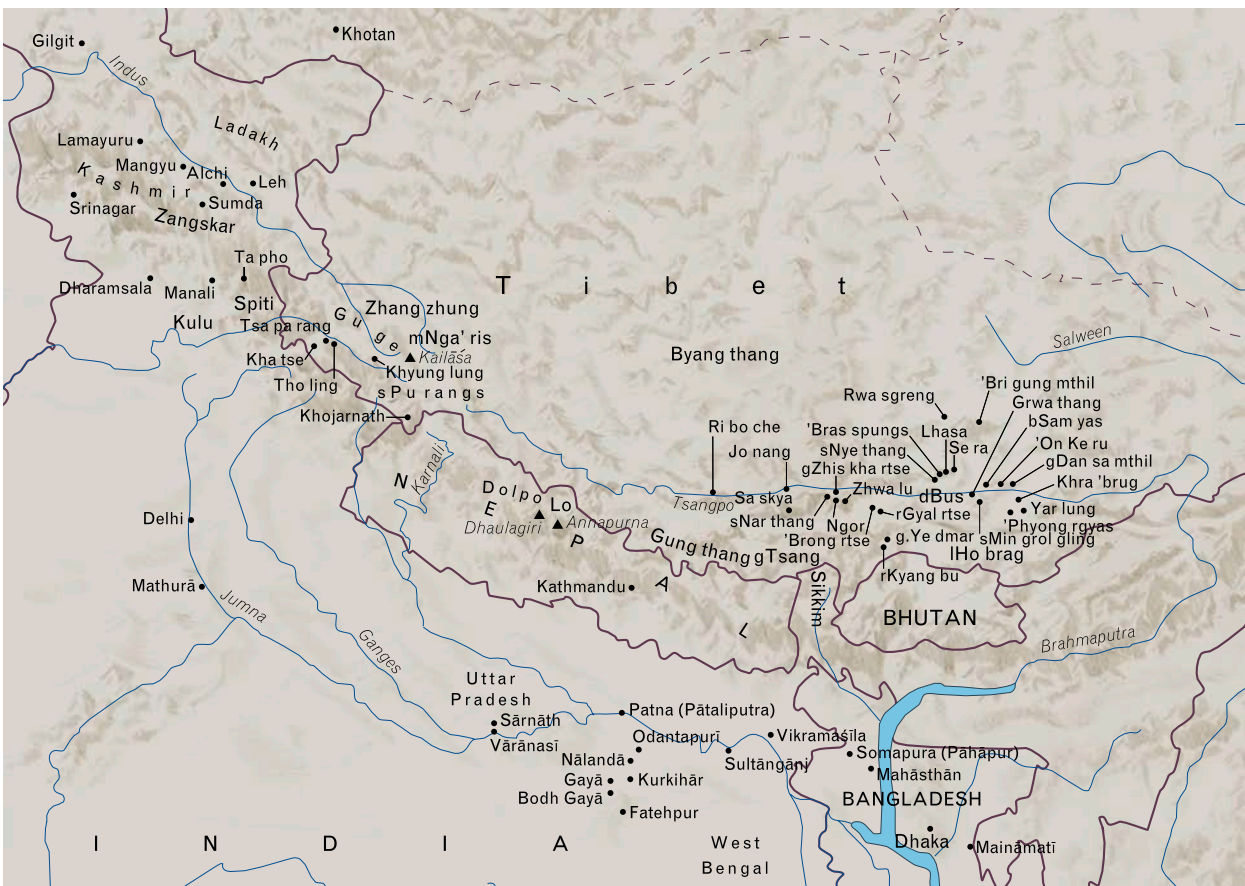 Gilgit
Khotan
Indus
Ladakh
Lamayuru
Mangyu
Alchi
Leh
Kashmir
Srinagar
Sumda
Zangskar
Ta pho
Dharamsala
Manali
Spiti
Kulu
Tibet
Zhang zhung
Guge
Tsa pa rang
mNga' ris
Kailāśa
Kha tse
Khyung lung
Tho ling
sPurangs
Khojarnath
Byang thang
Salween
'Bri gung mthil
Rwa sgreng
Grwa thang
bSam yas
Ri bo che
'Bras spungs
Lhasa
Jo nang
sNye thang
Se ra
'On Ke ru
gZhis kha rtse
gDan sa mthil
Zhwa lu
Khra 'brug
Karnali
Dolpo
Lo
Tsangpo
Sa skya
dBus
Yar lung
Dhaulagiri
Annapurna
sNar thang
Ngor
rGyal rtse
'Phyong rgyas
'Brong rtse
g.Ye dmar
sMin grol gling
Gung thang
gTsang
lHo brag
rKyang bu
NEPAL
Kathmandu
Sikkim
BHUTAN
Delhi
Mathurā
Jumna
Ganges
Brahmaputra
Uttar
Pradesh
Sārnāth
Vārānasī
Patna (Pātaliputra)
Odantapurī
Vikramaśīla
Nālandā
Sultāngānj
Somapura (Pāhāpur)
Gayā
Kurkihār
Mahāsthān
Bodh Gayā
Fatehpur
BANGLADESH
INDIA
West
Bengal
Dhaka
Maināmatī